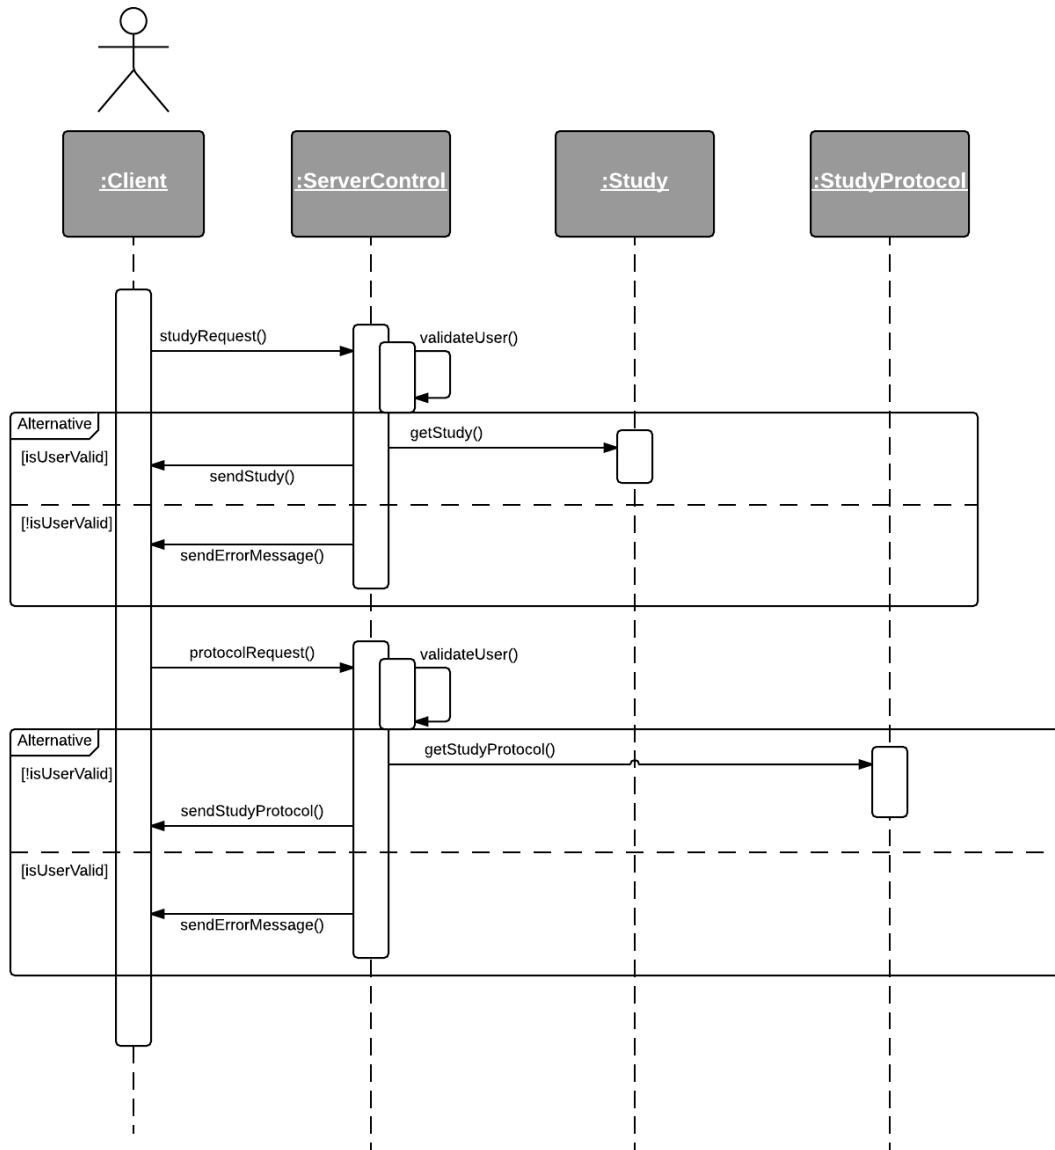 :Client
:ServerControl
:Study
:StudyProtocol
studyRequest()
validateUser()
Alternative
getStudy()
[isUserValid]
sendStudy()
[!isUserValid]
sendErrorMessage()
protocolRequest()
validateUser()
Alternative
getStudyProtocol()
[!isUserValid]
sendStudyProtocol()
[isUserValid]
sendErrorMessage()